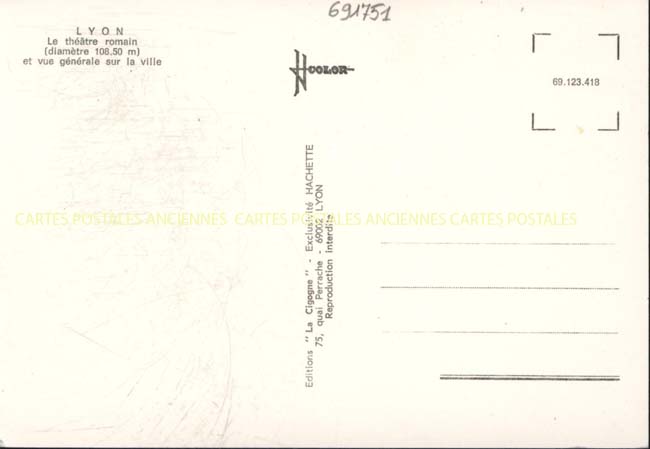 691751
L Y O N
Le théâtre romain
(diamètre 108,50 m)
et vue générale sur la ville
COLOR
69.123.418
Editions "La Cigogne" - Exclusivité HACHETTE
75, quai Perrache - 69002 LYON
Reproduction interdite
CARTES POSTALES ANCIENNES CARTES POSTALES ANCIENNES CARTES POSTALES